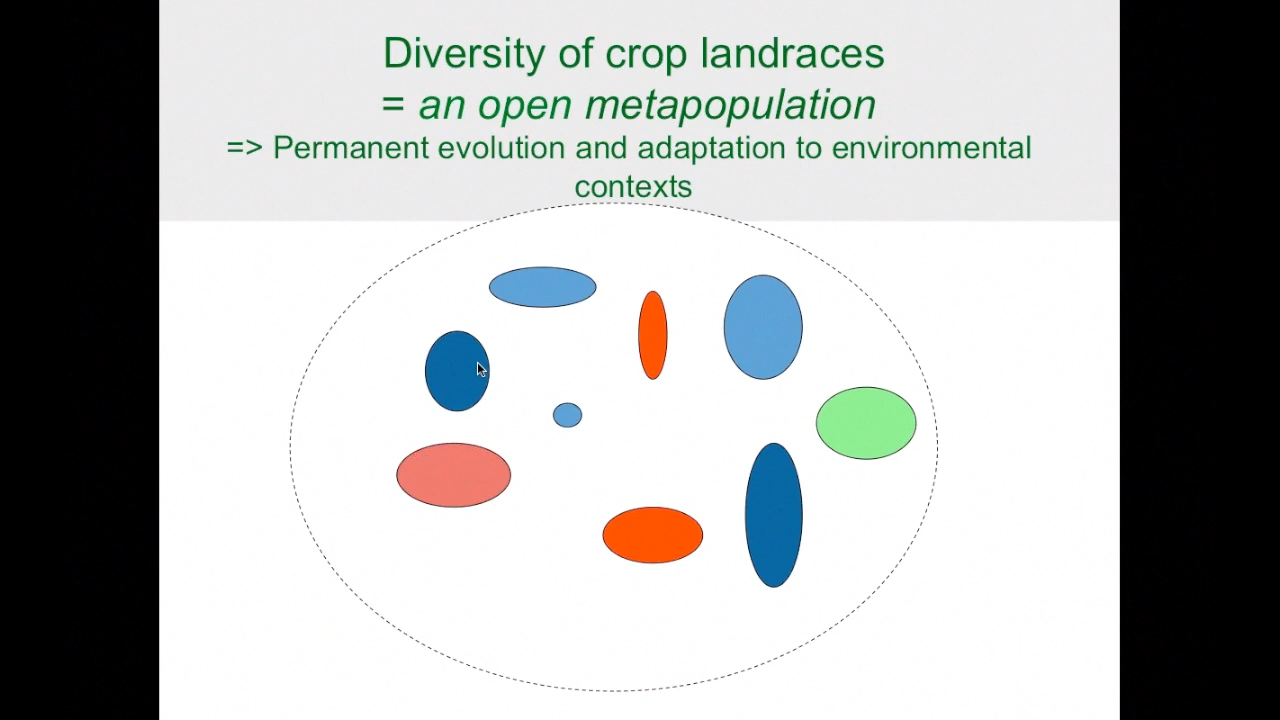 Diversity of crop landraces
= an open metapopulation
=> Permanent evolution and adaptation to environmental
contexts